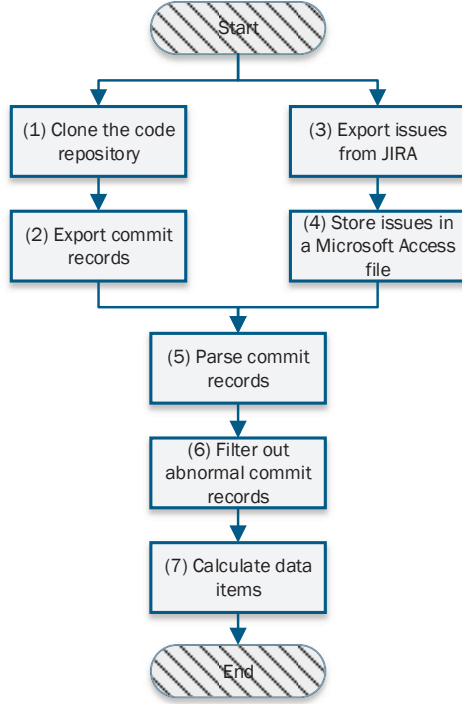 Start
(1) Clone the code
repository
(3) Export issues
from JIRA
(2) Export commit
records
(4) Store issues in
a Microsoft Access
file
(5) Parse commit
records
(6) Filter out
abnormal commit
records
(7) Calculate data
items
End